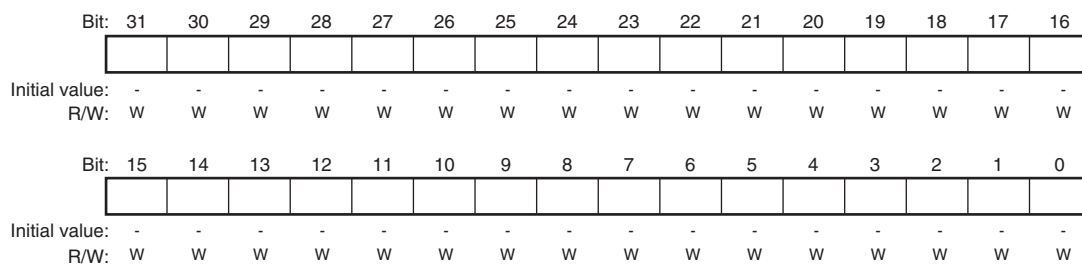 Bit: 31 30 29 28 27 26 25 24 23 22 21 20 19 18 17 16
Initial value: - - - - - - - - - - - - - - - -
R/W: W W W W W W W W W W W W W W W W
Bit: 15 14 13 12 11 10 9 8 7 6 5 4 3 2 1 0
Initial value: - - - - - - - - - - - - - - - -
R/W: W W W W W W W W W W W W W W W W